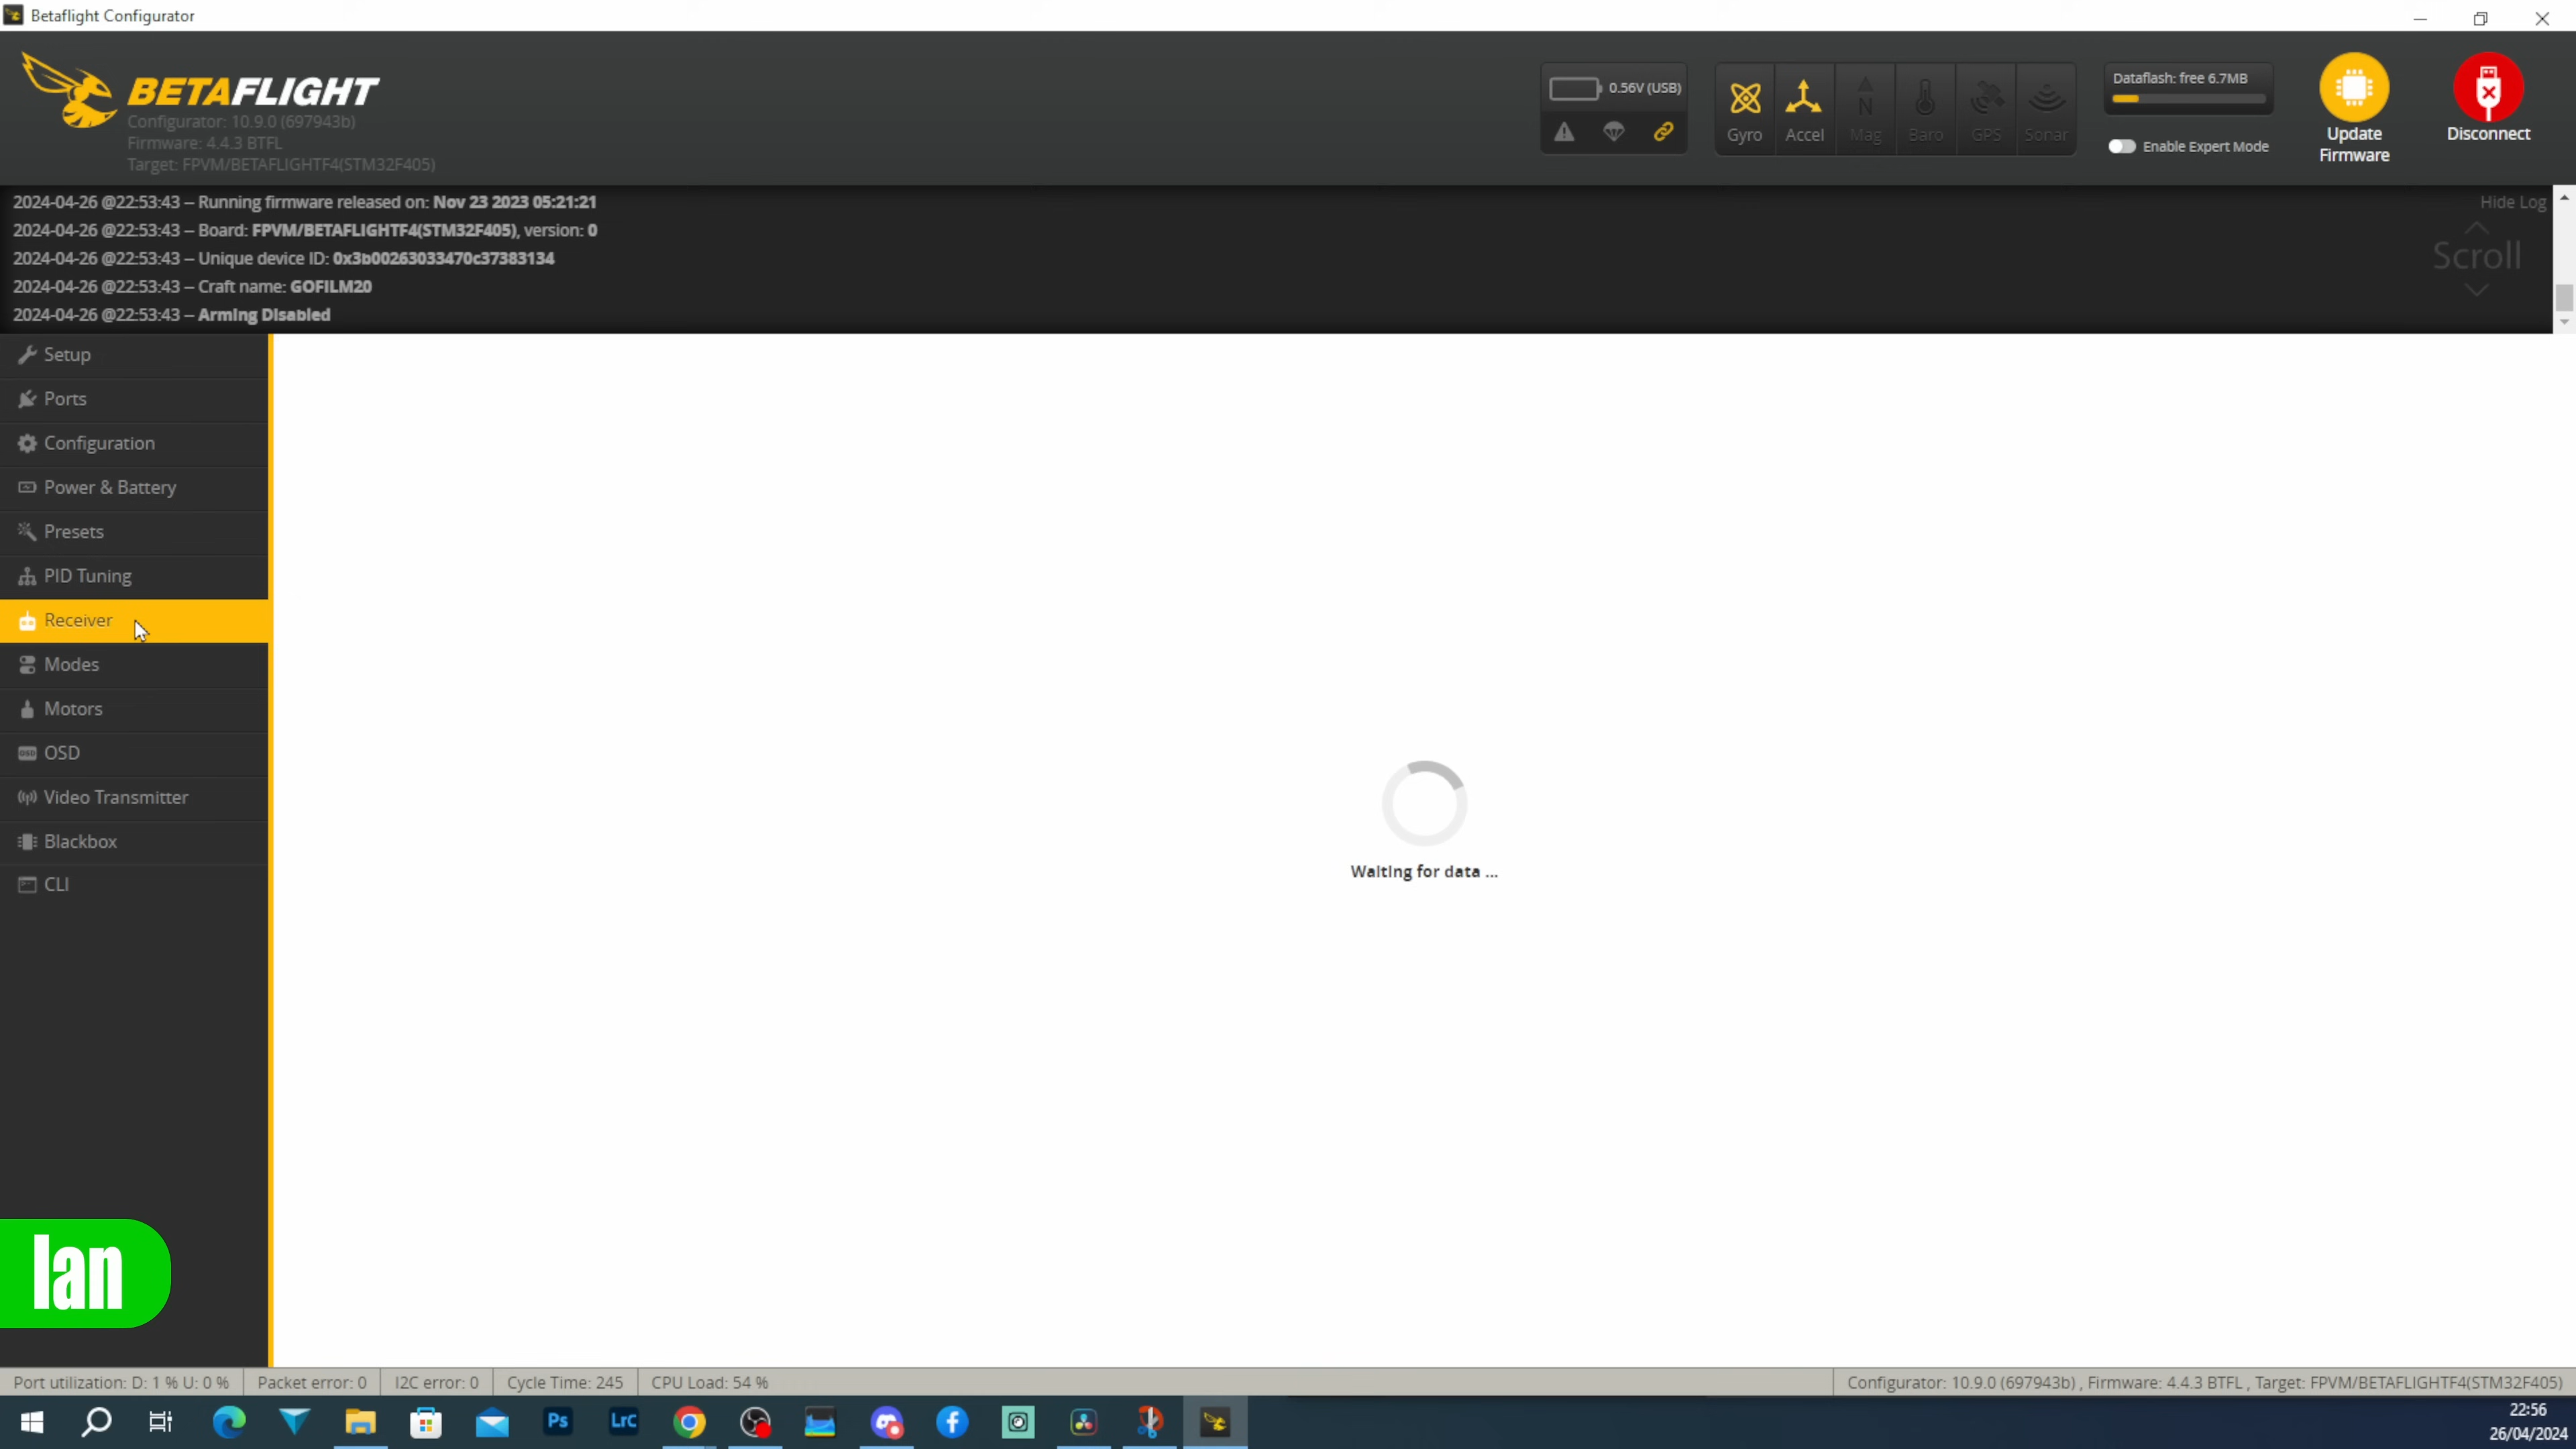 Betaflight Configurator
BETAFLIGHT
Configurator: 10.9.0 (697943b)
Firmware: 4.4.3 BTFL
Target: FPVM/BETAFLIGHTF4(STM32F405)
0.56V (USB)
Gyro
Accel
Mag
Baro
GPS
Sonar
Dataflash: free 6.7MB
Enable Expert Mode
Update
Firmware
Disconnect
2024-04-26 @22:53:43 -- Running firmware released on: Nov 23 2023 05:21:21
2024-04-26 @22:53:43 -- Board: FPVM/BETAFLIGHTF4(STM32F405), version: 0
2024-04-26 @22:53:43 -- Unique device ID: 0x3b00263033470c37383134
2024-04-26 @22:53:43 -- Craft name: GOFILM20
2024-04-26 @22:53:43 -- Arming Disabled
Hide Log
Scroll
Setup
Ports
Configuration
Power & Battery
Presets
PID Tuning
Receiver
Modes
Motors
OSD
Video Transmitter
Blackbox
CLI
Waiting for data ...
Ian
Port utilization: D: 1 % U: 0 %
Packet error: 0
I2C error: 0
Cycle Time: 245
CPU Load: 54 %
Configurator: 10.9.0 (697943b) , Firmware: 4.4.3 BTFL , Target: FPVM/BETAFLIGHTF4(STM32F405)
Ps
LrC
22:56
26/04/2024